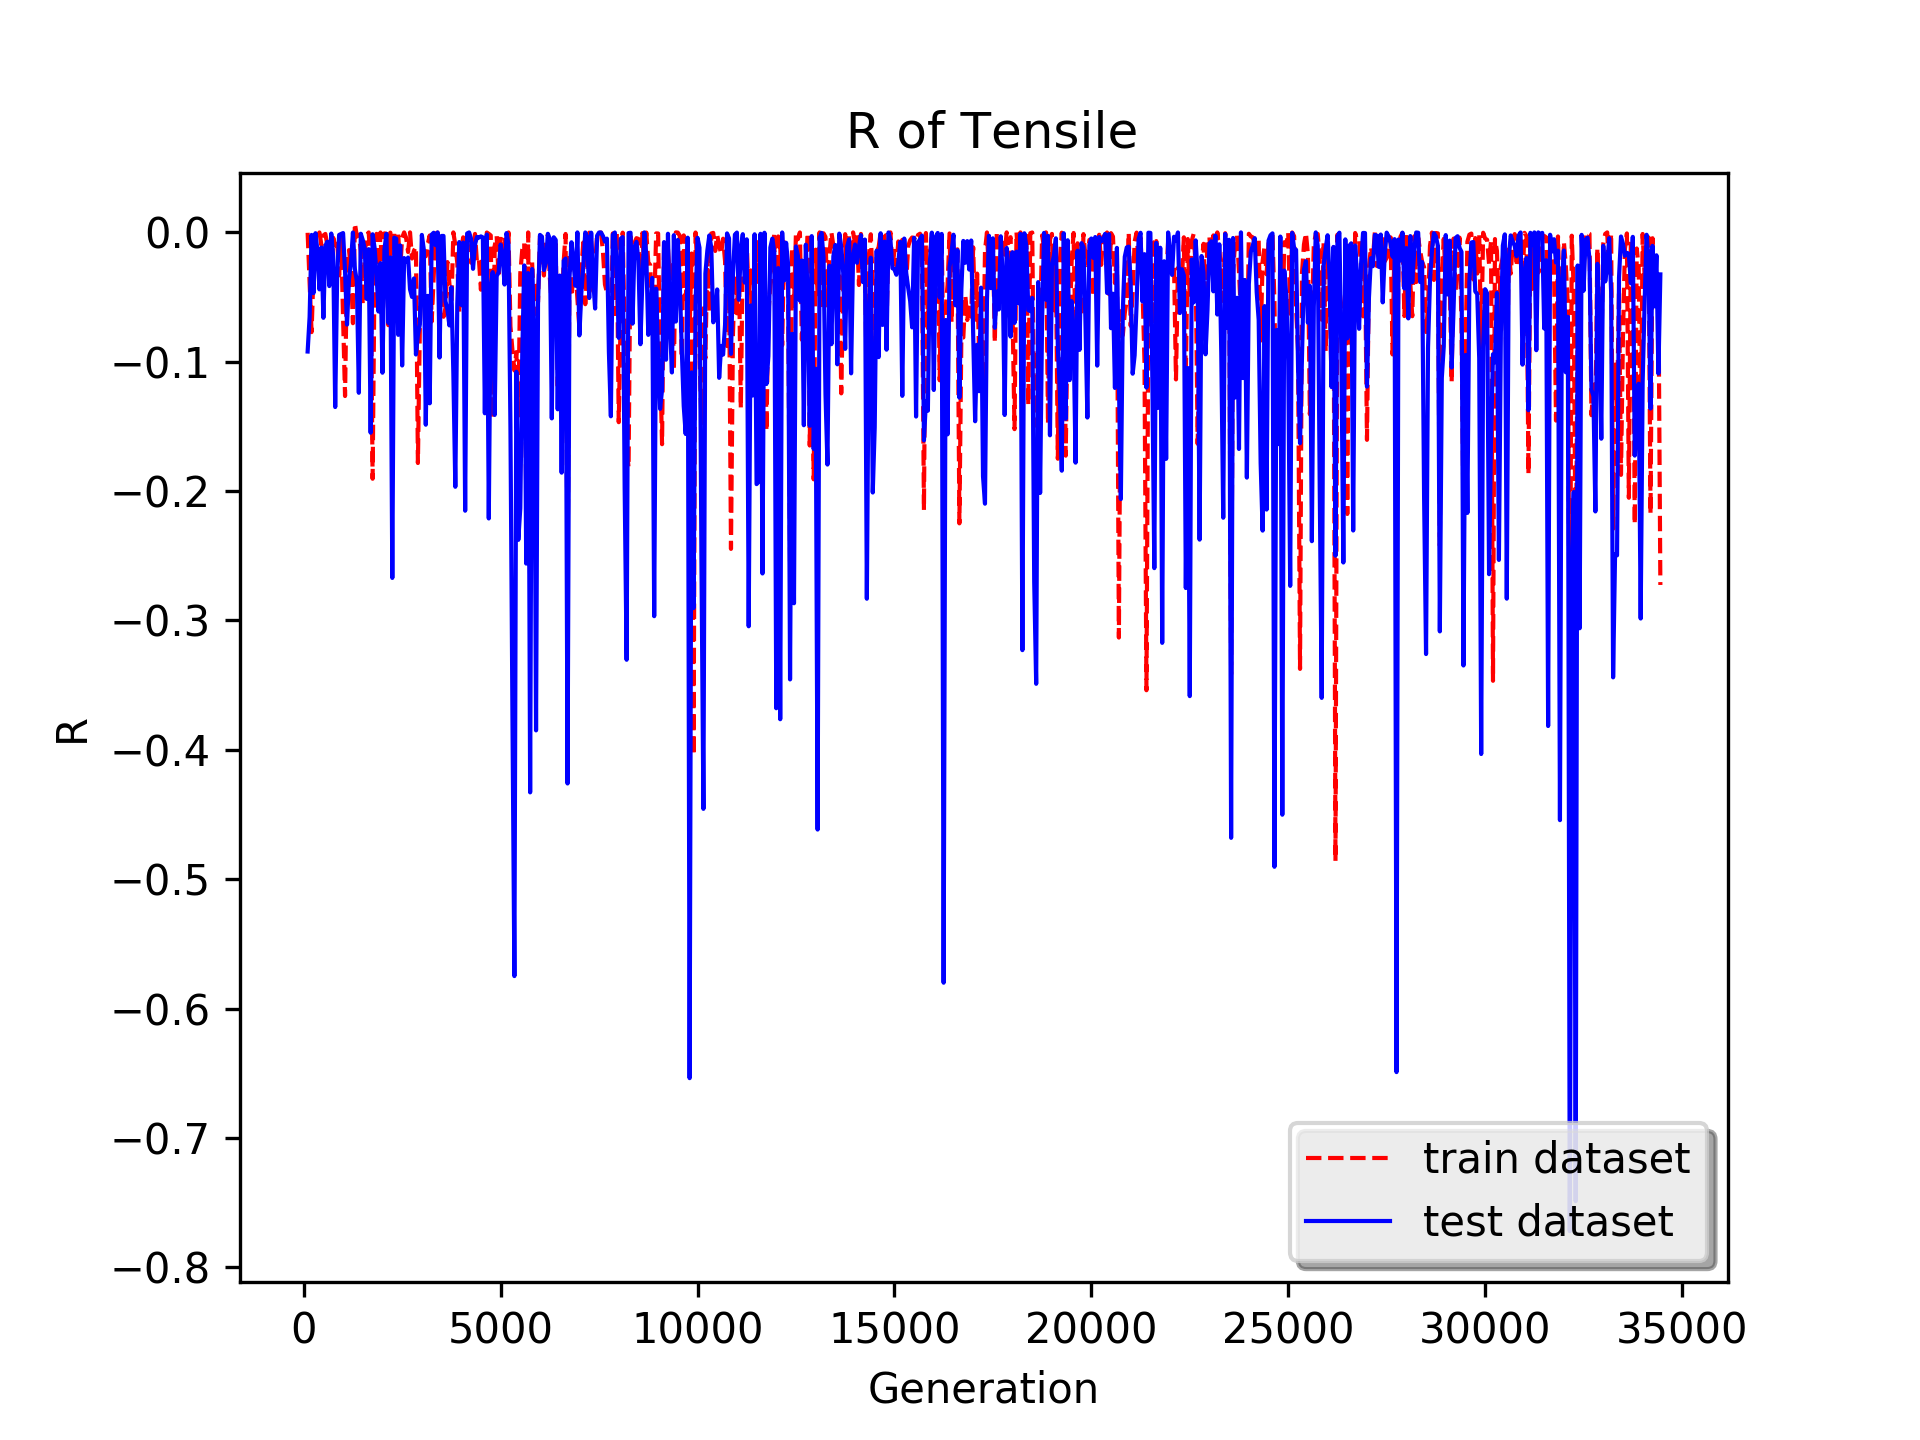 R of Tensile
0.0
−0.1
−0.2
−0.3
−0.4
−0.5
−0.6
−0.7
−0.8
R
train dataset
test dataset
0 5000 10000 15000 20000 25000 30000 35000
Generation